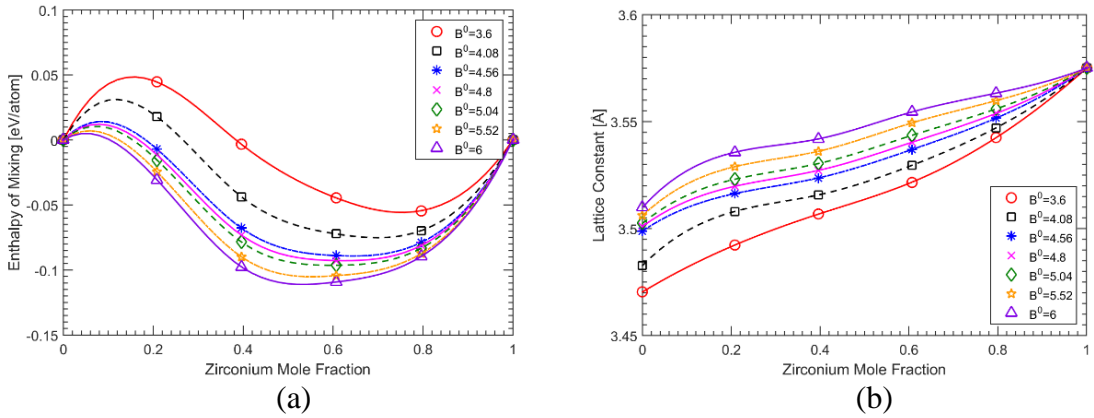 0.1
0.05
0
-0.05
-0.1
-0.15
Enthalpy of Mixing [eV/atom]
0 0.2 0.4 0.6 0.8 1
Zirconium Mole Fraction
B⁰=3.6
B⁰=4.08
B⁰=4.56
B⁰=4.8
B⁰=5.04
B⁰=5.52
B⁰=6
(a)
3.6
3.55
3.5
3.45
Lattice Constant [Å]
0 0.2 0.4 0.6 0.8 1
Zirconium Mole Fraction
B⁰=3.6
B⁰=4.08
B⁰=4.56
B⁰=4.8
B⁰=5.04
B⁰=5.52
B⁰=6
(b)